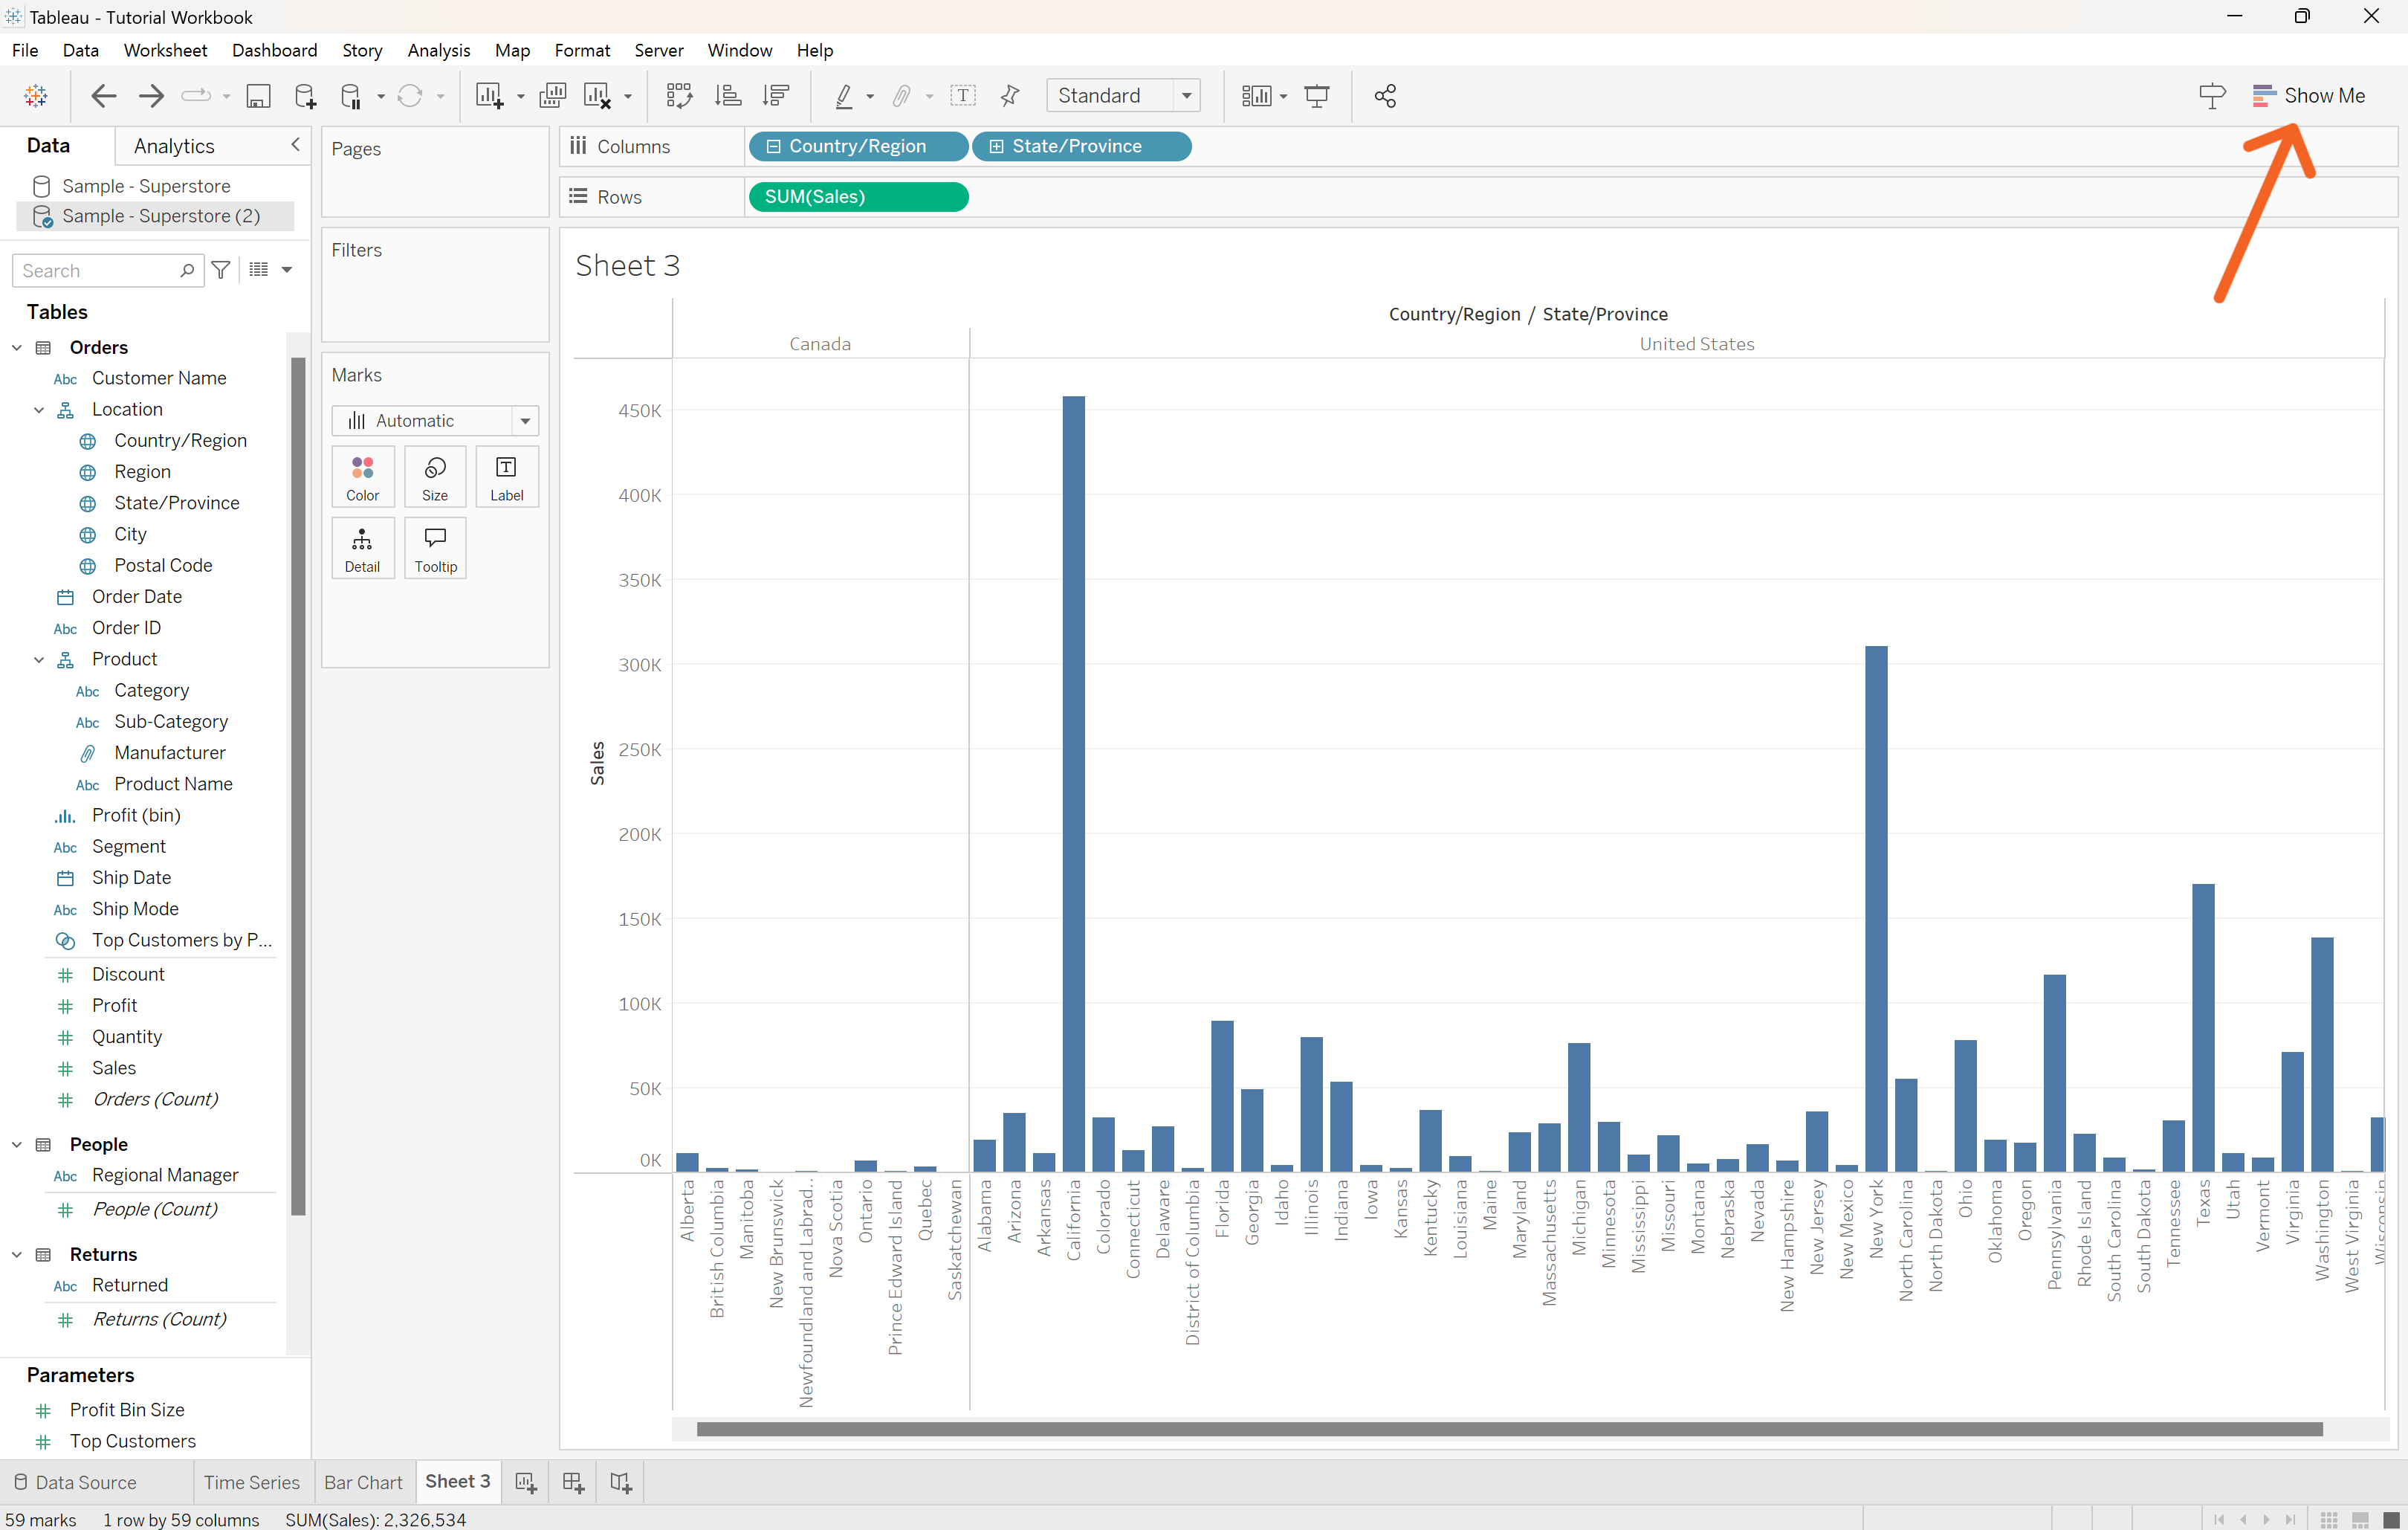 Tableau - Tutorial Workbook
File Data Worksheet Dashboard Story Analysis Map Format Server Window Help
Standard
Show Me
Data Analytics
Sample - Superstore
Sample - Superstore (2)
Search
Tables
Orders
Abc Customer Name
Location
Country/Region
Region
State/Province
City
Postal Code
Order Date
Abc Order ID
Product
Abc Category
Abc Sub-Category
Manufacturer
Abc Product Name
Profit (bin)
Abc Segment
Ship Date
Abc Ship Mode
Top Customers by P...
# Discount
# Profit
# Quantity
# Sales
# Orders (Count)
People
Abc Regional Manager
# People (Count)
Returns
Abc Returned
# Returns (Count)
Parameters
# Profit Bin Size
# Top Customers
Pages
Filters
Marks
Automatic
Color Size Label
Detail Tooltip
Columns Country/Region State/Province
Rows SUM(Sales)
Sheet 3
Country/Region / State/Province
Canada United States
Sales
450K
400K
350K
300K
250K
200K
150K
100K
50K
0K
Alberta
British Columbia
Manitoba
New Brunswick
Newfoundland and Labrad..
Nova Scotia
Ontario
Prince Edward Island
Quebec
Saskatchewan
Alabama
Arizona
Arkansas
California
Colorado
Connecticut
Delaware
District of Columbia
Florida
Georgia
Idaho
Illinois
Indiana
Iowa
Kansas
Kentucky
Louisiana
Maine
Maryland
Massachusetts
Michigan
Minnesota
Mississippi
Missouri
Montana
Nebraska
Nevada
New Hampshire
New Jersey
New Mexico
New York
North Carolina
North Dakota
Ohio
Oklahoma
Oregon
Pennsylvania
Rhode Island
South Carolina
South Dakota
Tennessee
Texas
Utah
Vermont
Virginia
Washington
West Virginia
Wisconsin
Data Source Time Series Bar Chart Sheet 3
59 marks 1 row by 59 columns SUM(Sales): 2,326,534